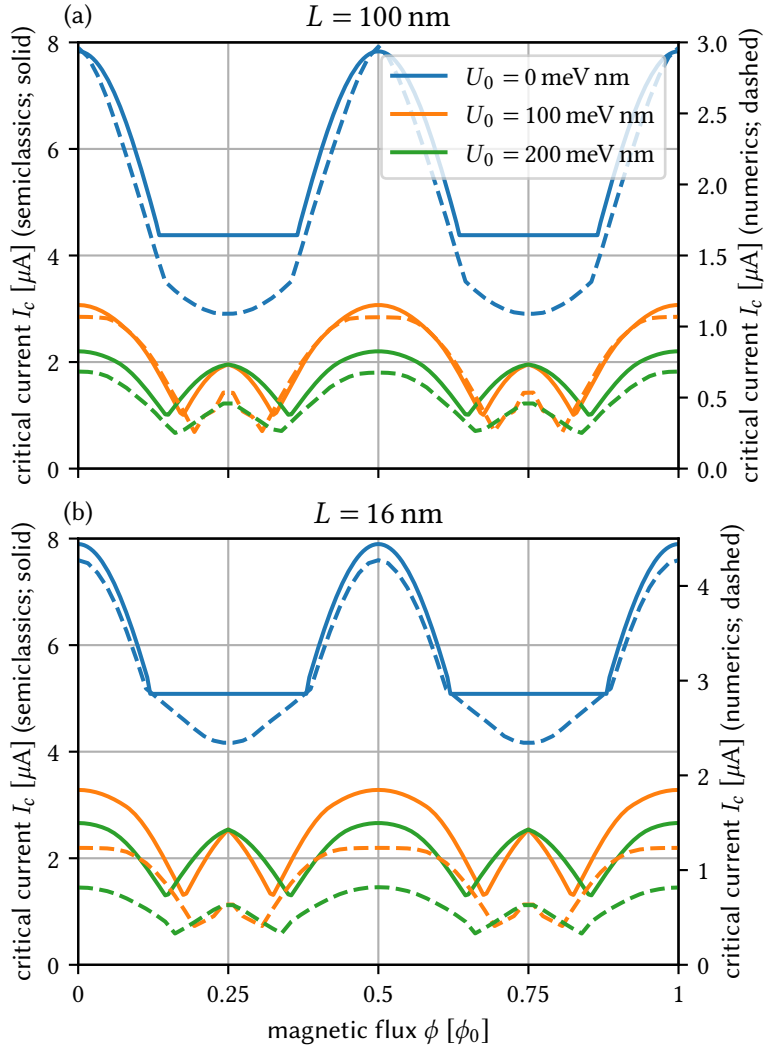 (a)
L = 100 nm
critical current I_c [μA] (semiclassics; solid)
8
6
4
2
0
U_0 = 0 meV nm
U_0 = 100 meV nm
U_0 = 200 meV nm
3.0
2.5
2.0
1.5
1.0
0.5
0.0
critical current I_c [μA] (numerics; dashed)
(b)
L = 16 nm
critical current I_c [μA] (semiclassics; solid)
8
6
4
2
0
4
3
2
1
0
critical current I_c [μA] (numerics; dashed)
0
0.25
0.5
0.75
1
magnetic flux ϕ [ϕ_0]